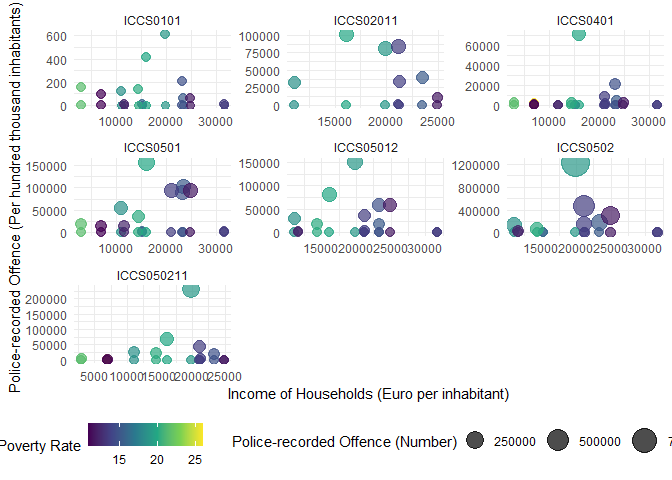 ICCS0101 ICCS02011 ICCS0401
600 400 200 0
100000 75000 50000 25000 0
60000 40000 20000 0
10000 20000 30000
15000 20000 25000
10000 20000 30000
ICCS0501 ICCS05012 ICCS0502
150000 100000 50000 0
150000 100000 50000 0
1200000 800000 400000 0
10000 20000 30000
15000 20000 25000 30000
15000 20000 25000 30000
ICCS050211
200000 150000 100000 50000 0
5000 10000 15000 20000 25000
Police-recorded Offence (Per hundred thousand inhabitants)
Income of Households (Euro per inhabitant)
Poverty Rate
15 20 25
Police-recorded Offence (Number) 250000 500000 7